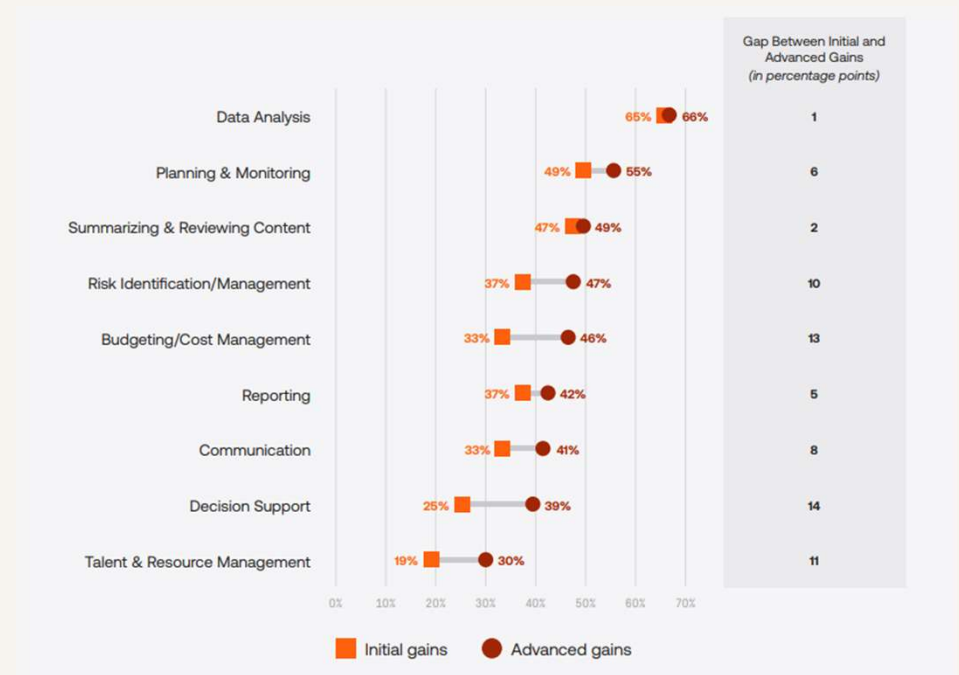 Gap Between Initial and
Advanced Gains
(in percentage points)
Data Analysis 65% 66% 1
Planning & Monitoring 49% 55% 6
Summarizing & Reviewing Content 47% 49% 2
Risk Identification/Management 37% 47% 10
Budgeting/Cost Management 33% 46% 13
Reporting 37% 42% 5
Communication 33% 41% 8
Decision Support 25% 39% 14
Talent & Resource Management 19% 30% 11
0% 10% 20% 30% 40% 50% 60% 70%
Initial gains Advanced gains